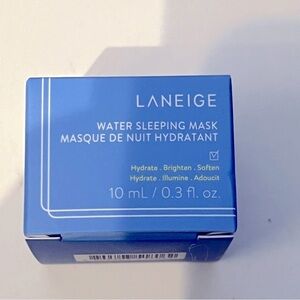 LANEIGE
WATER SLEEPING MASK
MASQUE DE NUIT HYDRATANT
Hydrate . Brighten . Soften
Hydrate . Illumine . Adoucit
10 mL / 0.3 fl. oz.